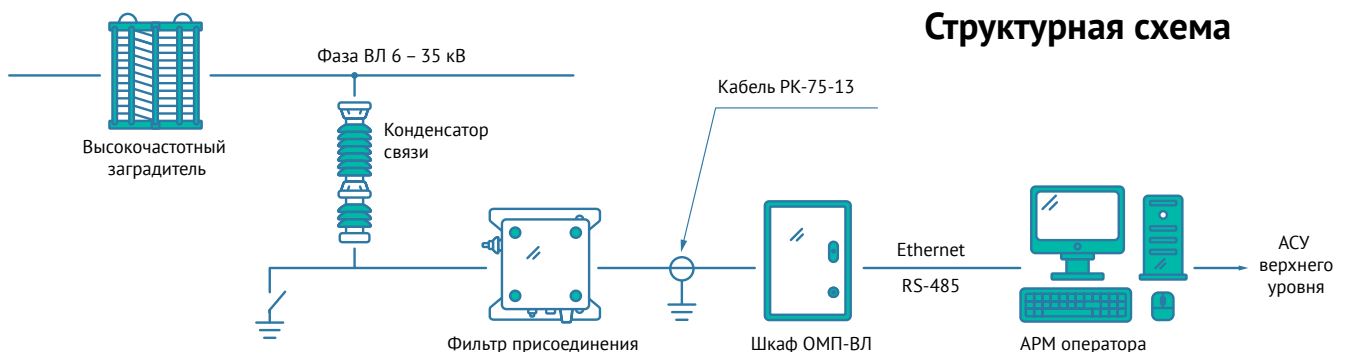 Структурная схема
Фаза ВЛ 6 – 35 кВ
Кабель РК-75-13
Высокочастотный
заградитель
Конденсатор
связи
Ethernet
RS-485
АСУ
верхнего
уровня
Фильтр присоединения
Шкаф ОМП-ВЛ
АРМ оператора